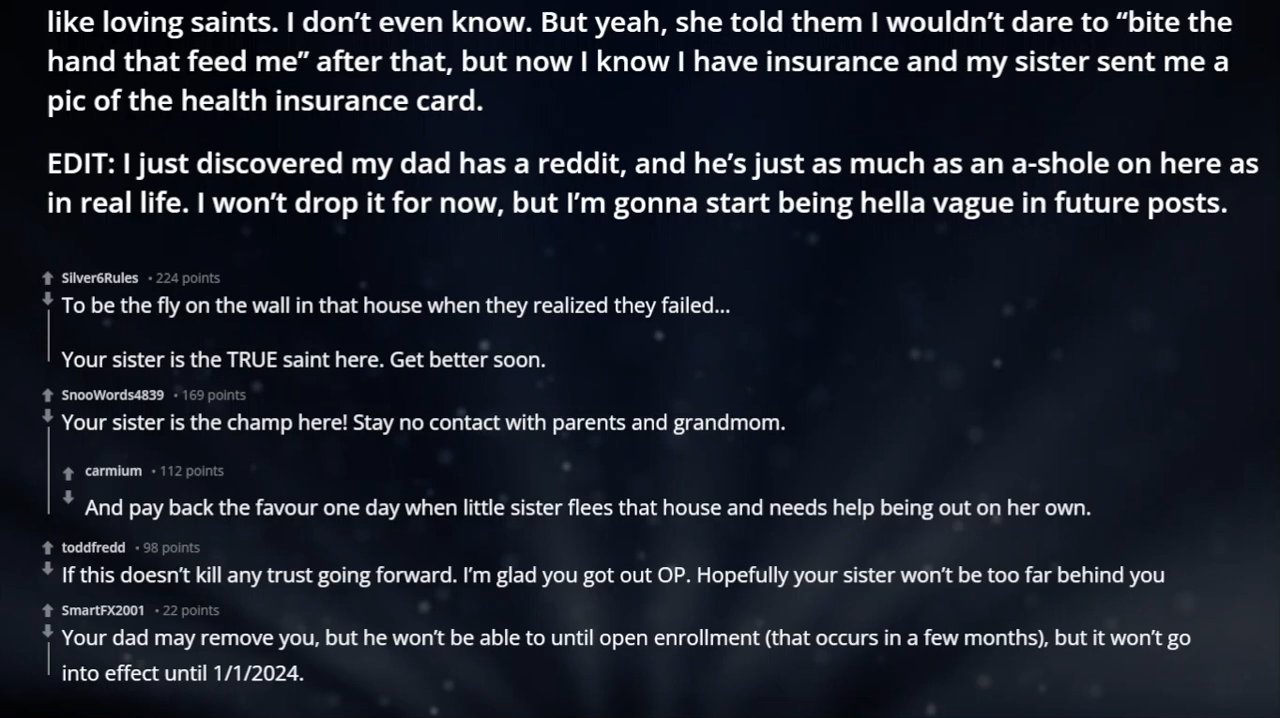 like loving saints. I don’t even know. But yeah, she told them I wouldn’t dare to “bite the
hand that feed me” after that, but now I know I have insurance and my sister sent me a
pic of the health insurance card.
EDIT: I just discovered my dad has a reddit, and he’s just as much as an a-shole on here as
in real life. I won’t drop it for now, but I’m gonna start being hella vague in future posts.
Silver6Rules • 224 points
To be the fly on the wall in that house when they realized they failed...
Your sister is the TRUE saint here. Get better soon.
SnooWords4839 • 169 points
Your sister is the champ here! Stay no contact with parents and grandmom.
carmium • 112 points
And pay back the favour one day when little sister flees that house and needs help being out on her own.
toddfredd • 98 points
If this doesn’t kill any trust going forward. I’m glad you got out OP. Hopefully your sister won’t be too far behind you
SmartFX2001 • 22 points
Your dad may remove you, but he won’t be able to until open enrollment (that occurs in a few months), but it won’t go
into effect until 1/1/2024.